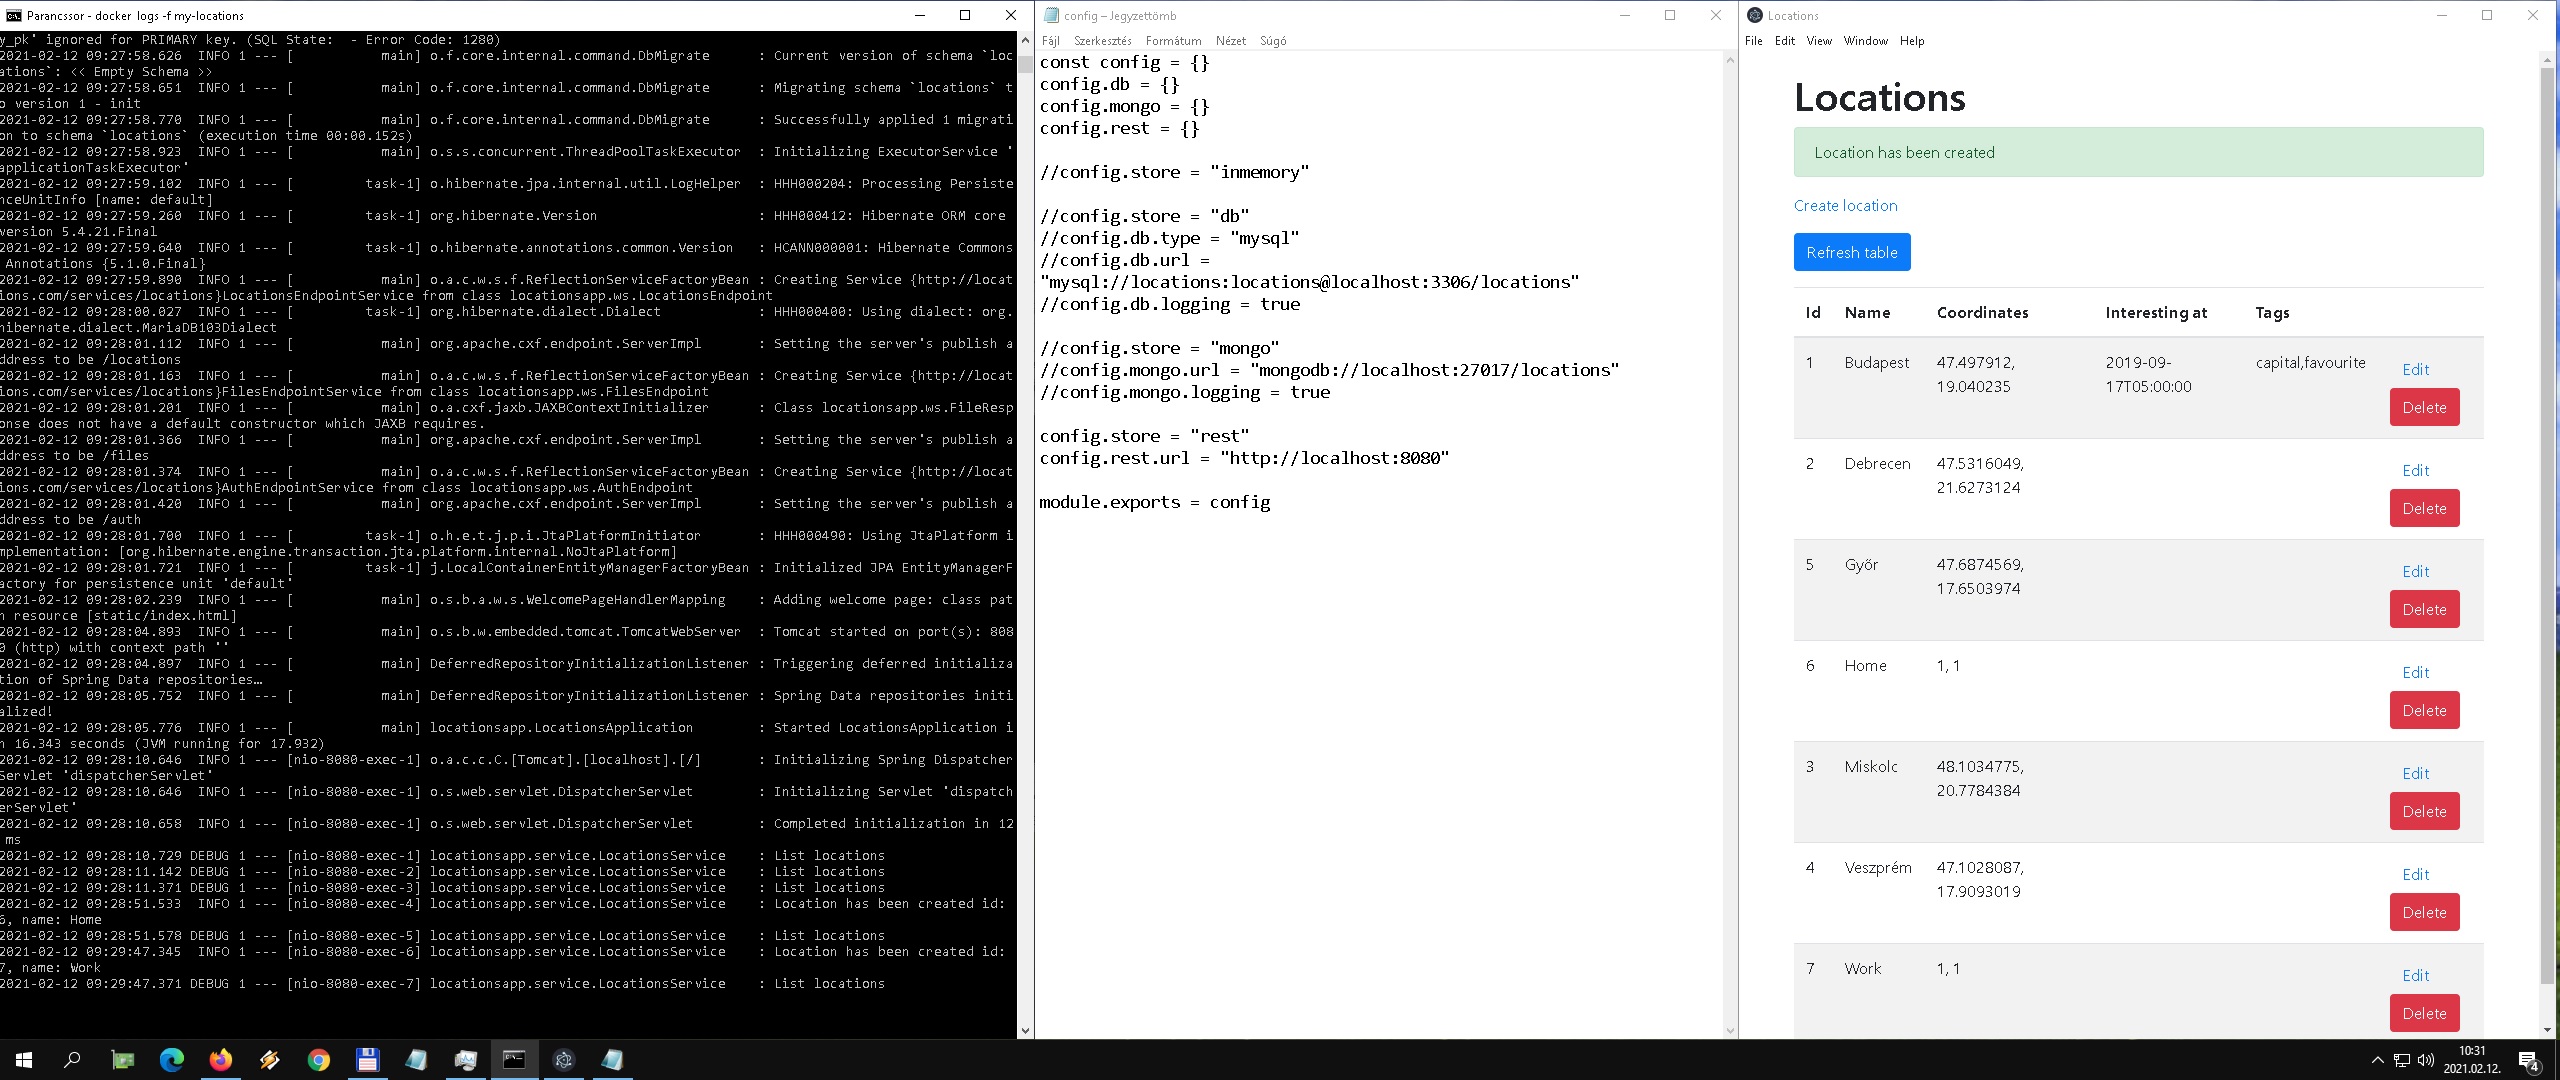 Parancssor - docker  logs -f my-locations
y_pk' ignored for PRIMARY key. (SQL State:  - Error Code: 1280)
2021-02-12 09:27:58.626  INFO 1 --- [           main] o.f.core.internal.command.DbMigrate      : Current version of schema `loc
ations`: << Empty Schema >>
2021-02-12 09:27:58.651  INFO 1 --- [           main] o.f.core.internal.command.DbMigrate      : Migrating schema `locations` t
o version 1 - init
2021-02-12 09:27:58.770  INFO 1 --- [           main] o.f.core.internal.command.DbMigrate      : Successfully applied 1 migrati
on to schema `locations` (execution time 00:00.152s)
2021-02-12 09:27:58.923  INFO 1 --- [           main] o.s.s.concurrent.ThreadPoolTaskExecutor  : Initializing ExecutorService '
applicationTaskExecutor'
2021-02-12 09:27:59.102  INFO 1 --- [         task-1] o.hibernate.jpa.internal.util.LogHelper  : HHH000204: Processing Persiste
nceUnitInfo [name: default]
2021-02-12 09:27:59.260  INFO 1 --- [         task-1] org.hibernate.Version                    : HHH000412: Hibernate ORM core
version 5.4.21.Final
2021-02-12 09:27:59.640  INFO 1 --- [         task-1] o.hibernate.annotations.common.Version   : HCANN000001: Hibernate Commons
 Annotations {5.1.0.Final}
2021-02-12 09:27:59.890  INFO 1 --- [           main] o.a.c.w.s.f.ReflectionServiceFactoryBean : Creating Service {http://locat
ions.com/services/locations}LocationsEndpointService from class locationsapp.ws.LocationsEndpoint
2021-02-12 09:28:00.027  INFO 1 --- [         task-1] org.hibernate.dialect.Dialect            : HHH000400: Using dialect: org.
hibernate.dialect.MariaDB103Dialect
2021-02-12 09:28:01.112  INFO 1 --- [           main] org.apache.cxf.endpoint.ServerImpl       : Setting the server's publish a
ddress to be /locations
2021-02-12 09:28:01.163  INFO 1 --- [           main] o.a.c.w.s.f.ReflectionServiceFactoryBean : Creating Service {http://locat
ions.com/services/locations}FilesEndpointService from class locationsapp.ws.FilesEndpoint
2021-02-12 09:28:01.201  INFO 1 --- [           main] o.a.cxf.jaxb.JAXBContextInitializer      : Class locationsapp.ws.FileResp
onse does not have a default constructor which JAXB requires.
2021-02-12 09:28:01.366  INFO 1 --- [           main] org.apache.cxf.endpoint.ServerImpl       : Setting the server's publish a
ddress to be /files
2021-02-12 09:28:01.374  INFO 1 --- [           main] o.a.c.w.s.f.ReflectionServiceFactoryBean : Creating Service {http://locat
ions.com/services/locations}AuthEndpointService from class locationsapp.ws.AuthEndpoint
2021-02-12 09:28:01.420  INFO 1 --- [           main] org.apache.cxf.endpoint.ServerImpl       : Setting the server's publish a
ddress to be /auth
2021-02-12 09:28:01.700  INFO 1 --- [         task-1] o.h.e.t.j.p.i.JtaPlatformInitiator       : HHH000490: Using JtaPlatform i
mplementation: [org.hibernate.engine.transaction.jta.platform.internal.NoJtaPlatform]
2021-02-12 09:28:01.721  INFO 1 --- [         task-1] j.LocalContainerEntityManagerFactoryBean : Initialized JPA EntityManagerF
actory for persistence unit 'default'
2021-02-12 09:28:02.239  INFO 1 --- [           main] o.s.b.a.w.s.WelcomePageHandlerMapping    : Adding welcome page: class pat
h resource [static/index.html]
2021-02-12 09:28:04.893  INFO 1 --- [           main] o.s.b.w.embedded.tomcat.TomcatWebServer  : Tomcat started on port(s): 808
0 (http) with context path ''
2021-02-12 09:28:04.897  INFO 1 --- [           main] DeferredRepositoryInitializationListener : Triggering deferred initializa
tion of Spring Data repositories…
2021-02-12 09:28:05.752  INFO 1 --- [           main] DeferredRepositoryInitializationListener : Spring Data repositories initi
alized!
2021-02-12 09:28:05.776  INFO 1 --- [           main] locationsapp.LocationsApplication        : Started LocationsApplication i
n 16.343 seconds (JVM running for 17.932)
2021-02-12 09:28:10.646  INFO 1 --- [nio-8080-exec-1] o.a.c.c.C.[Tomcat].[localhost].[/]       : Initializing Spring Dispatcher
Servlet 'dispatcherServlet'
2021-02-12 09:28:10.646  INFO 1 --- [nio-8080-exec-1] o.s.web.servlet.DispatcherServlet        : Initializing Servlet 'dispatch
erServlet'
2021-02-12 09:28:10.658  INFO 1 --- [nio-8080-exec-1] o.s.web.servlet.DispatcherServlet        : Completed initialization in 12
 ms
2021-02-12 09:28:10.729 DEBUG 1 --- [nio-8080-exec-1] locationsapp.service.LocationsService    : List locations
2021-02-12 09:28:11.142 DEBUG 1 --- [nio-8080-exec-2] locationsapp.service.LocationsService    : List locations
2021-02-12 09:28:11.371 DEBUG 1 --- [nio-8080-exec-3] locationsapp.service.LocationsService    : List locations
2021-02-12 09:28:51.533  INFO 1 --- [nio-8080-exec-4] locationsapp.service.LocationsService    : Location has been created id:
6, name: Home
2021-02-12 09:28:51.578 DEBUG 1 --- [nio-8080-exec-5] locationsapp.service.LocationsService    : List locations
2021-02-12 09:29:47.345  INFO 1 --- [nio-8080-exec-6] locationsapp.service.LocationsService    : Location has been created id:
7, name: Work
2021-02-12 09:29:47.371 DEBUG 1 --- [nio-8080-exec-7] locationsapp.service.LocationsService    : List locations
config – Jegyzettömb
Fájl Szerkesztés Formátum Nézet Súgó
const config = {}
config.db = {}
config.mongo = {}
config.rest = {}
//config.store = "inmemory"
//config.store = "db"
//config.db.type = "mysql"
//config.db.url =
"mysql://locations:locations@localhost:3306/locations"
//config.db.logging = true
//config.store = "mongo"
//config.mongo.url = "mongodb://localhost:27017/locations"
//config.mongo.logging = true
config.store = "rest"
config.rest.url = "http://localhost:8080"
module.exports = config
Locations
File Edit View Window Help
Locations
Location has been created
Create location
Refresh table
Id Name Coordinates Interesting at Tags
1 Budapest 47.497912, 2019-09- capital,favourite Edit
19.040235 17T05:00:00
Delete
2 Debrecen 47.5316049, Edit
21.6273124
Delete
5 Győr 47.6874569, Edit
17.6503974
Delete
6 Home 1, 1 Edit
Delete
3 Miskolc 48.1034775, Edit
20.7784384
Delete
4 Veszprém 47.1028087, Edit
17.9093019
Delete
7 Work 1, 1 Edit
Delete
10:31
2021.02.12.
4